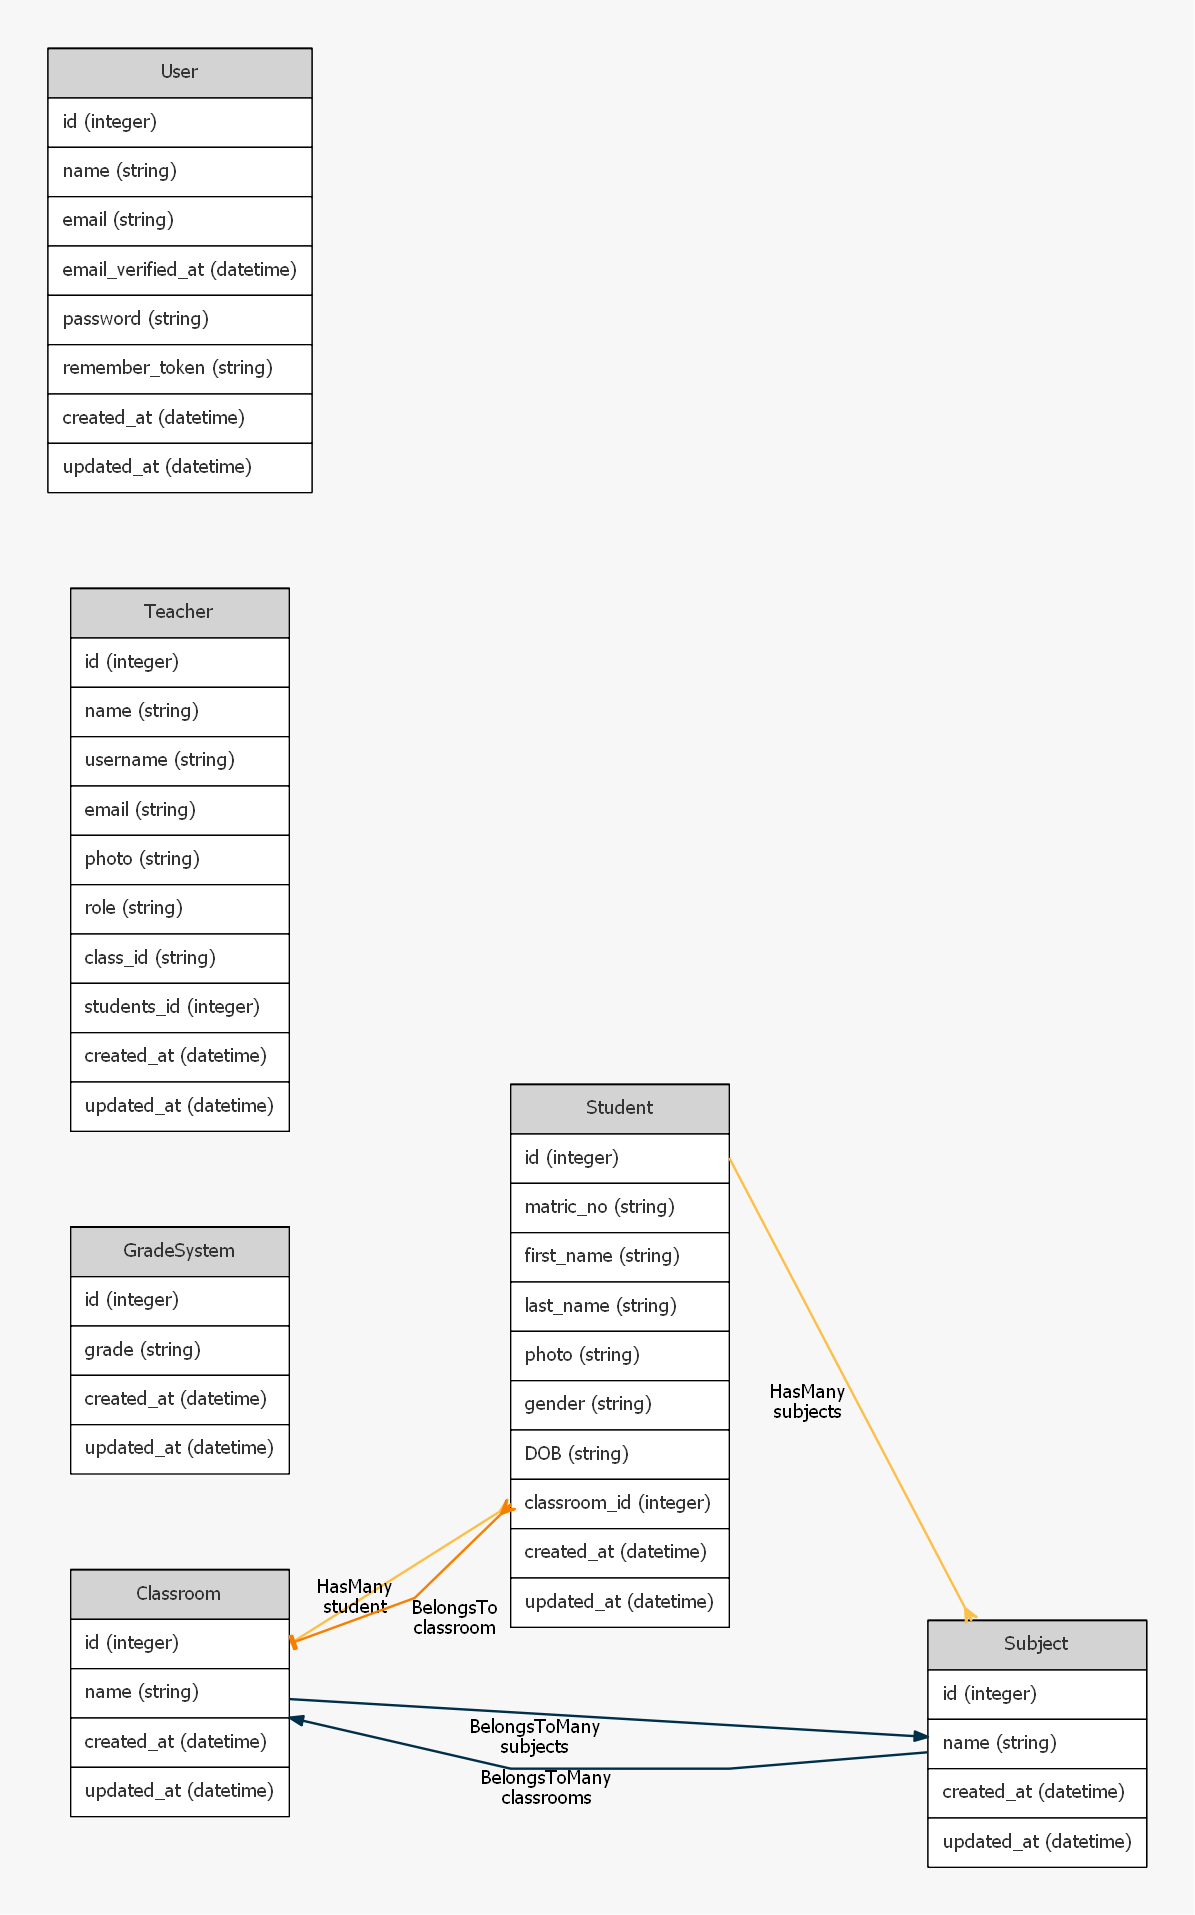 User
id (integer)
name (string)
email (string)
email_verified_at (datetime)
password (string)
remember_token (string)
created_at (datetime)
updated_at (datetime)
Teacher
id (integer)
name (string)
username (string)
email (string)
photo (string)
role (string)
class_id (string)
students_id (integer)
created_at (datetime)
updated_at (datetime)
GradeSystem
id (integer)
grade (string)
created_at (datetime)
updated_at (datetime)
Student
id (integer)
matric_no (string)
first_name (string)
last_name (string)
photo (string)
gender (string)
DOB (string)
classroom_id (integer)
created_at (datetime)
updated_at (datetime)
HasMany
subjects
Classroom
id (integer)
name (string)
created_at (datetime)
updated_at (datetime)
HasMany
student
BelongsTo
classroom
BelongsToMany
subjects
BelongsToMany
classrooms
Subject
id (integer)
name (string)
created_at (datetime)
updated_at (datetime)